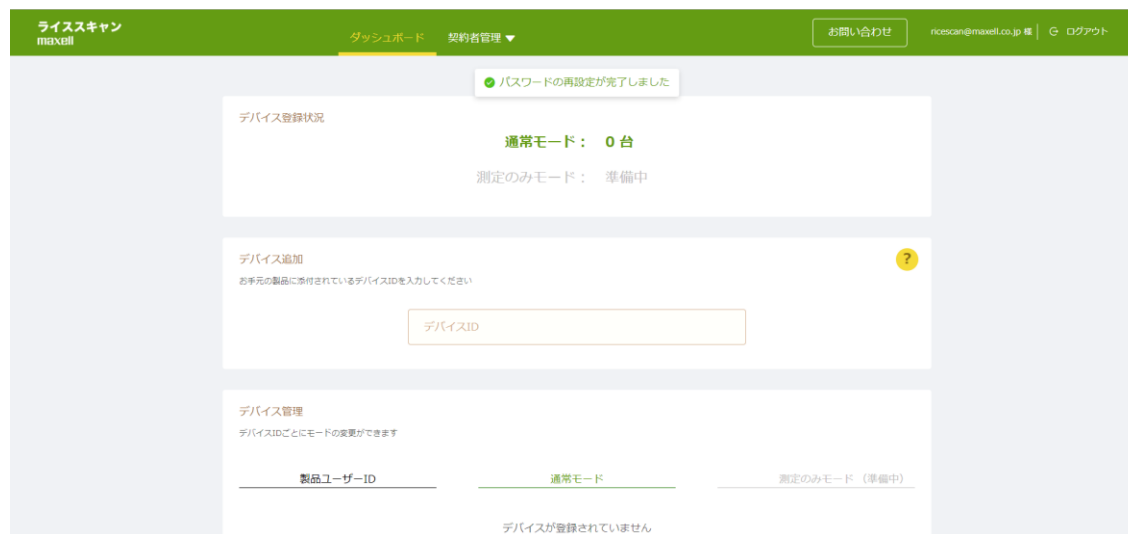 ライススキャン
maxell
ダッシュボード 契約者管理 ▼
お問い合わせ
ricescan@maxell.co.jp 様
ログアウト
パスワードの再設定が完了しました
デバイス登録状況
通常モード： 0 台
測定のみモード： 準備中
デバイス追加
?
お手元の製品に添付されているデバイスIDを入力してください
デバイスID
デバイス管理
デバイスIDごとにモードの変更ができます
製品ユーザーID 通常モード 測定のみモード （準備中）
デバイスが登録されていません